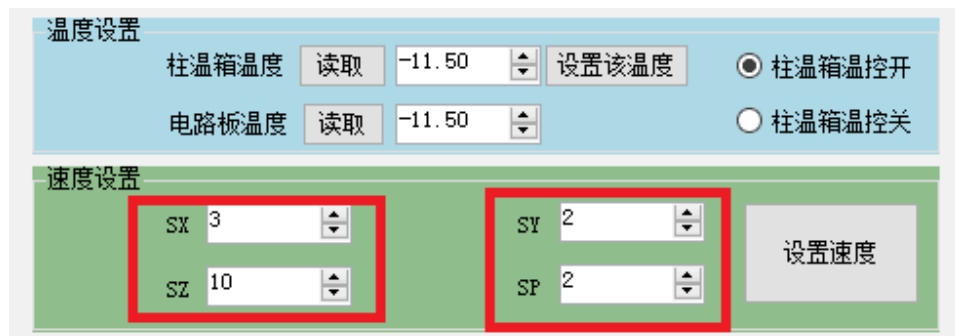 温度设置
柱温箱温度 读取 -11.50 设置该温度 柱温箱温控开
电路板温度 读取 -11.50 柱温箱温控关
速度设置
SX 3 SY 2
设置速度
SZ 10 SP 2